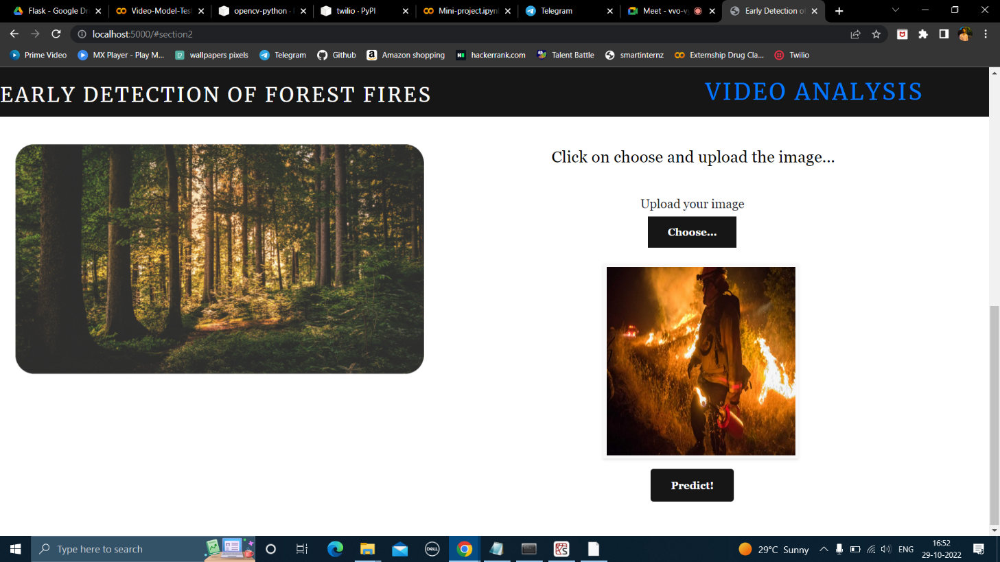 Flask - Google Dri
Video-Model-Test
opencv-python ·
twilio · PyPI
Mini-project.ipyn
Telegram
Meet - vvo-v
Early Detection o
localhost:5000/#section2
Prime Video
MX Player - Play M...
wallpapers pixels
Telegram
Github
Amazon shopping
hackerrank.com
Talent Battle
smartinternz
Externship Drug Cla...
Twilio
EARLY DETECTION OF FOREST FIRES
VIDEO ANALYSIS
Click on choose and upload the image...
Upload your image
Choose...
Predict!
Type here to search
DELL
29°C Sunny
ENG
16:52
29-10-2022